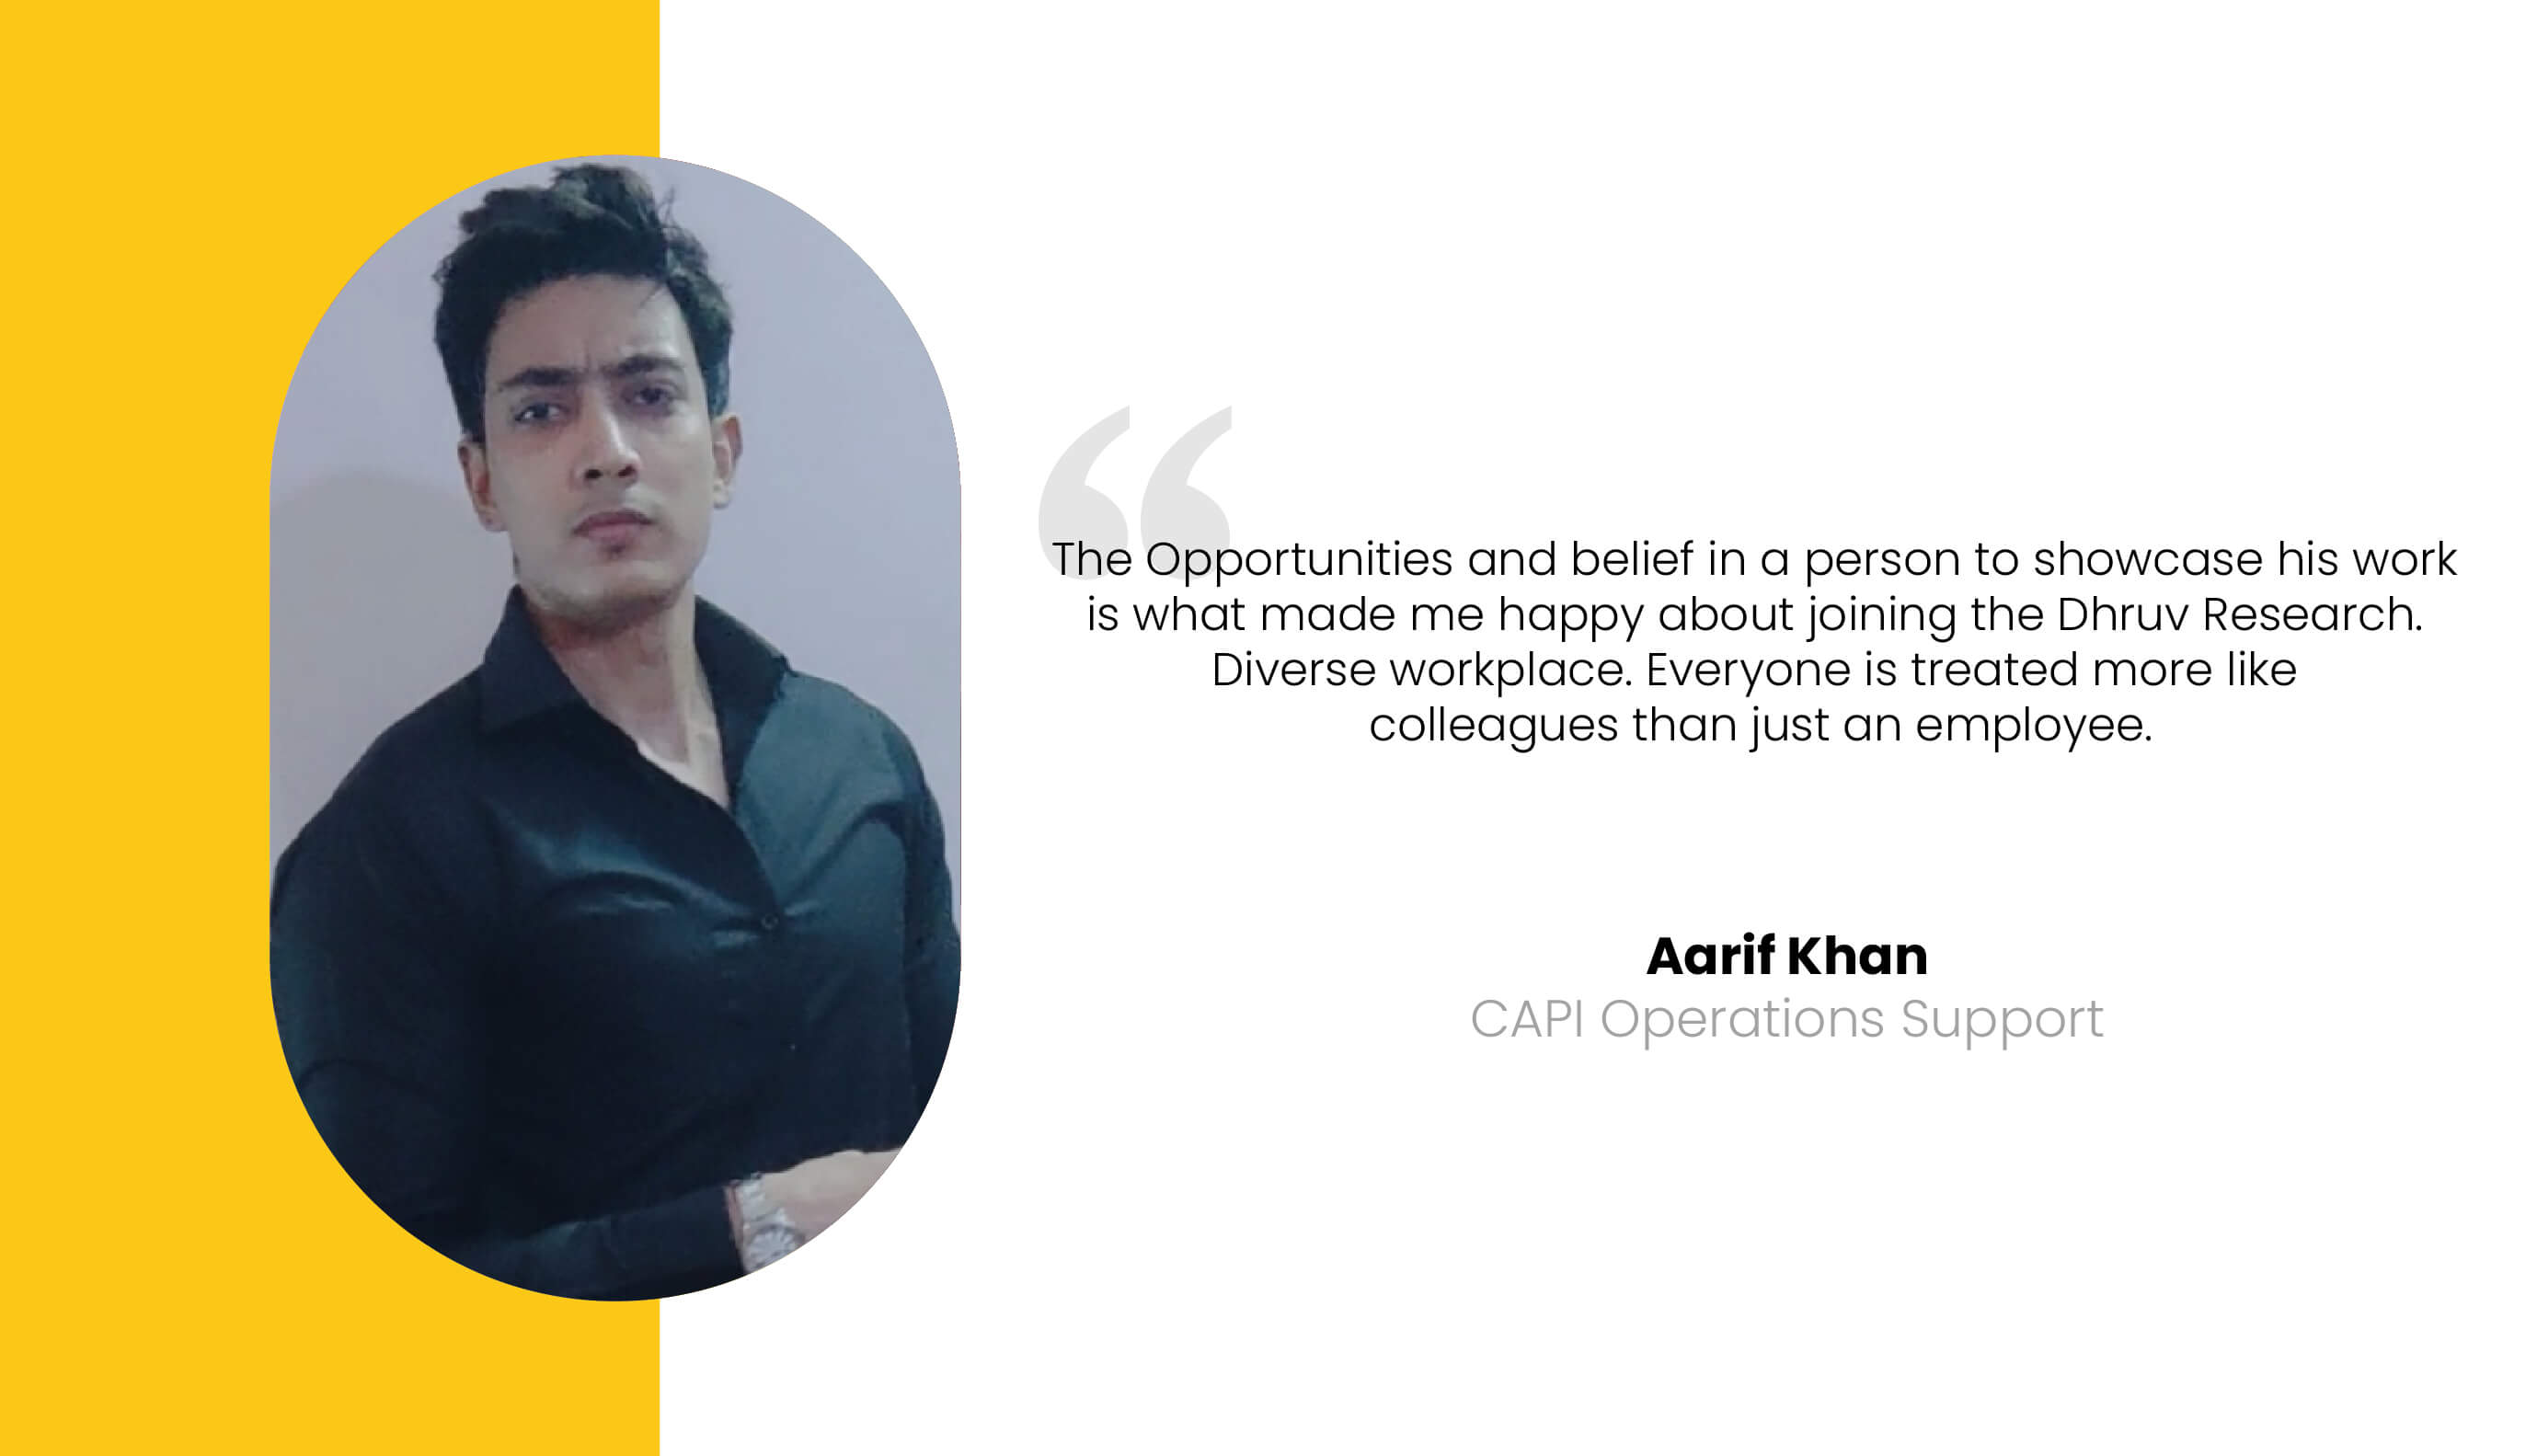 “
The Opportunities and belief in a person to showcase his work
is what made me happy about joining the Dhruv Research.
Diverse workplace. Everyone is treated more like
colleagues than just an employee.
Aarif Khan
CAPI Operations Support